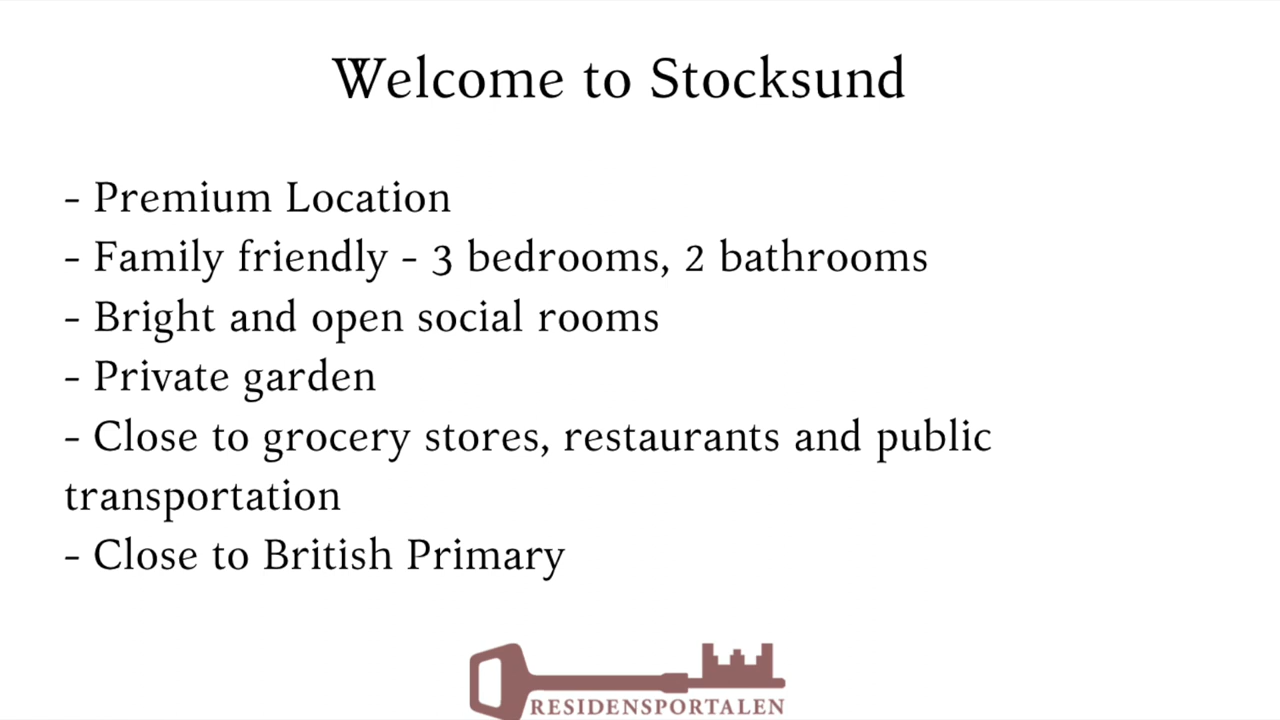 Welcome to Stocksund
- Premium Location
- Family friendly - 3 bedrooms, 2 bathrooms
- Bright and open social rooms
- Private garden
- Close to grocery stores, restaurants and public
transportation
- Close to British Primary
RESIDENSPORTALEN